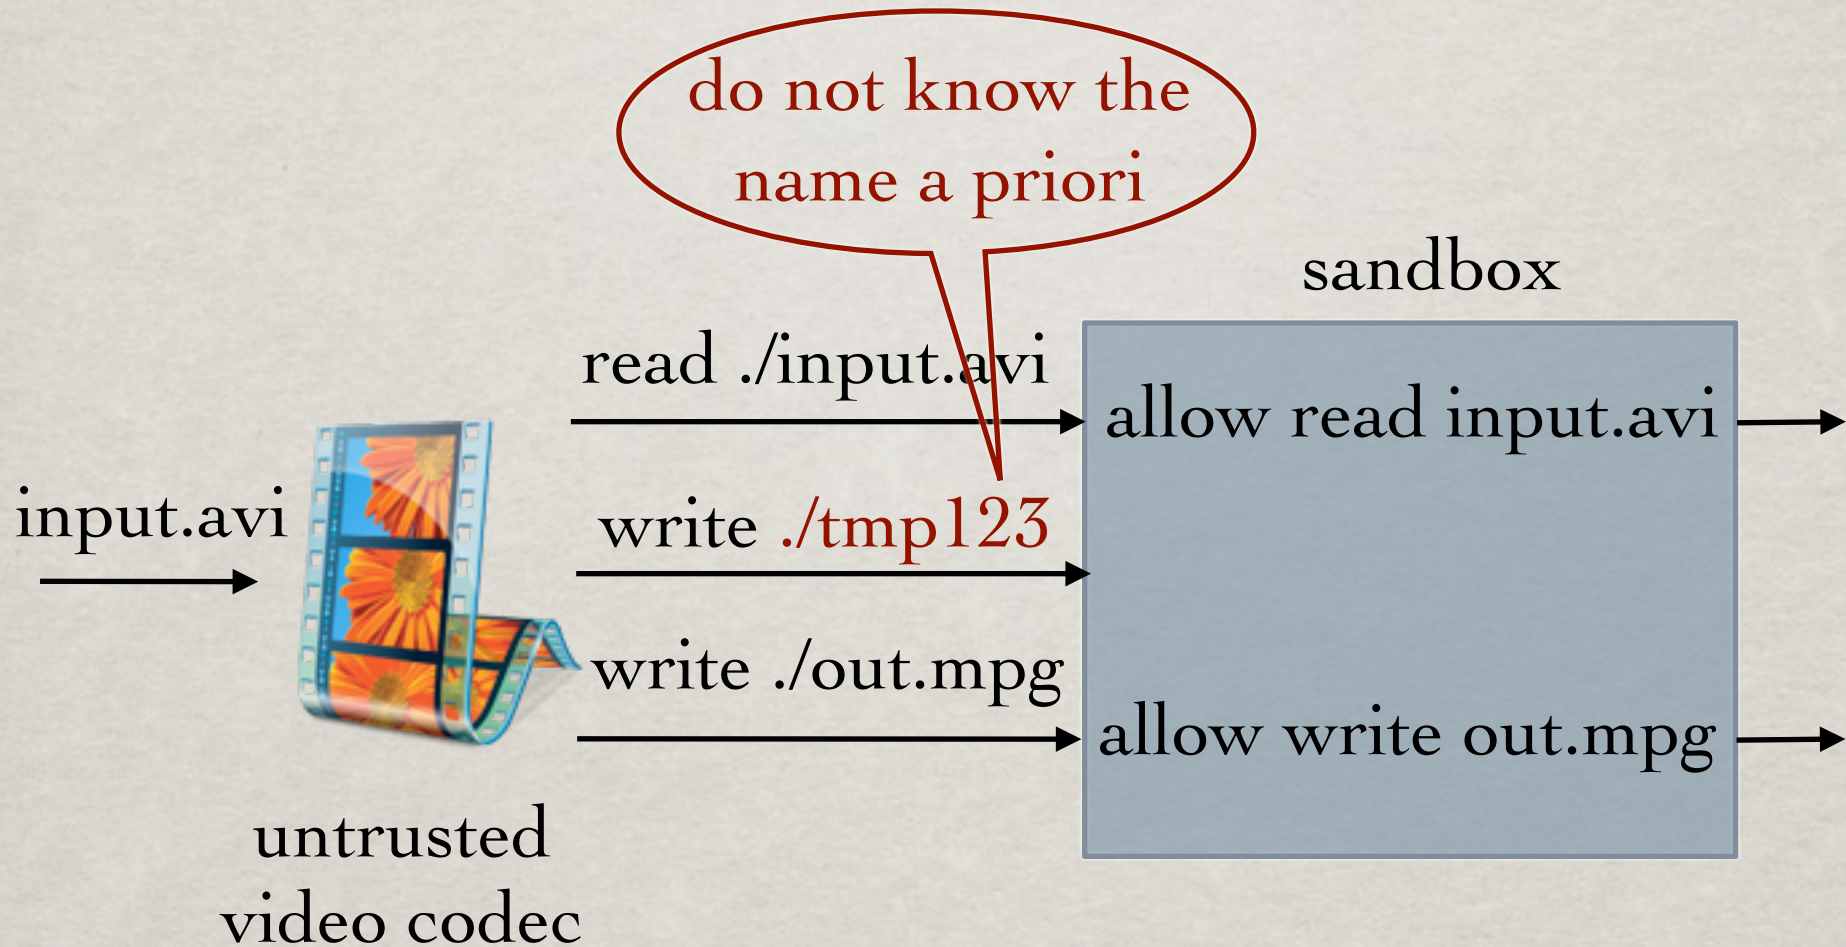 do not know the
name a priori
sandbox
read ./input.avi
allow read input.avi
input.avi
write ./tmp123
write ./out.mpg
allow write out.mpg
untrusted
video codec